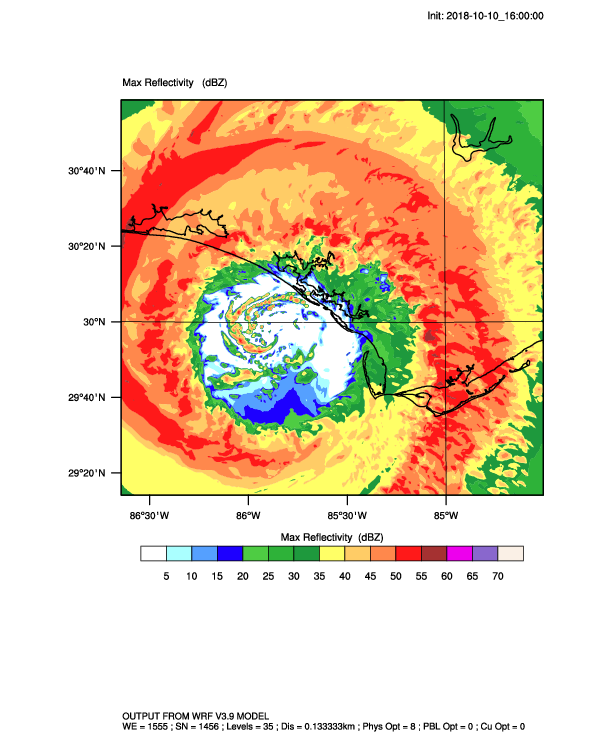 Init: 2018-10-10_16:00:00
Max Reflectivity (dBZ)
30°40'N
30°20'N
30°N
29°40'N
29°20'N
86°30'W 86°W 85°30'W 85°W
Max Reflectivity (dBZ)
5 10 15 20 25 30 35 40 45 50 55 60 65 70
OUTPUT FROM WRF V3.9 MODEL
WE = 1555 ; SN = 1456 ; Levels = 35 ; Dis = 0.133333km ; Phys Opt = 8 ; PBL Opt = 0 ; Cu Opt = 0